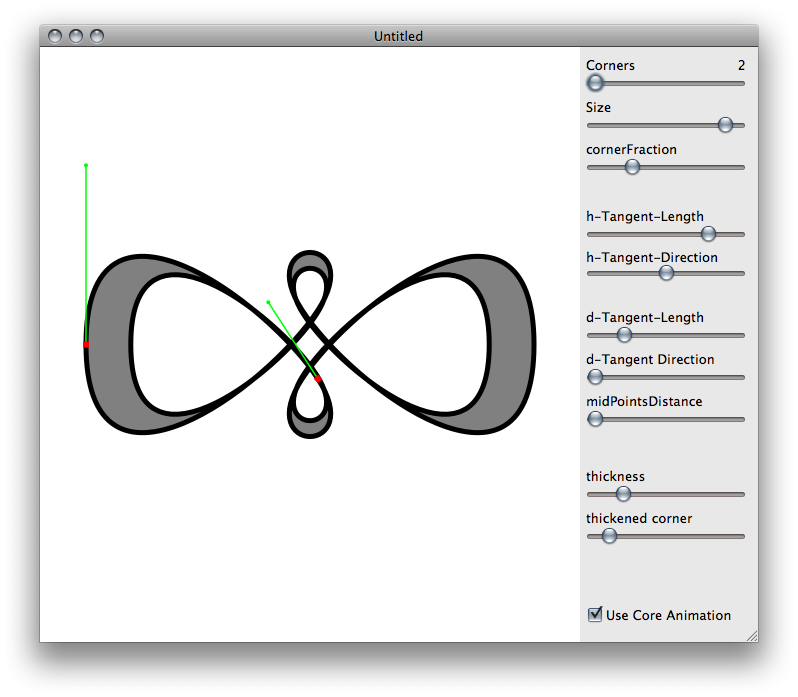 Untitled
Corners 2
Size
cornerFraction
h-Tangent-Length
h-Tangent-Direction
d-Tangent-Length
d-Tangent Direction
midPointsDistance
thickness
thickened corner
Use Core Animation